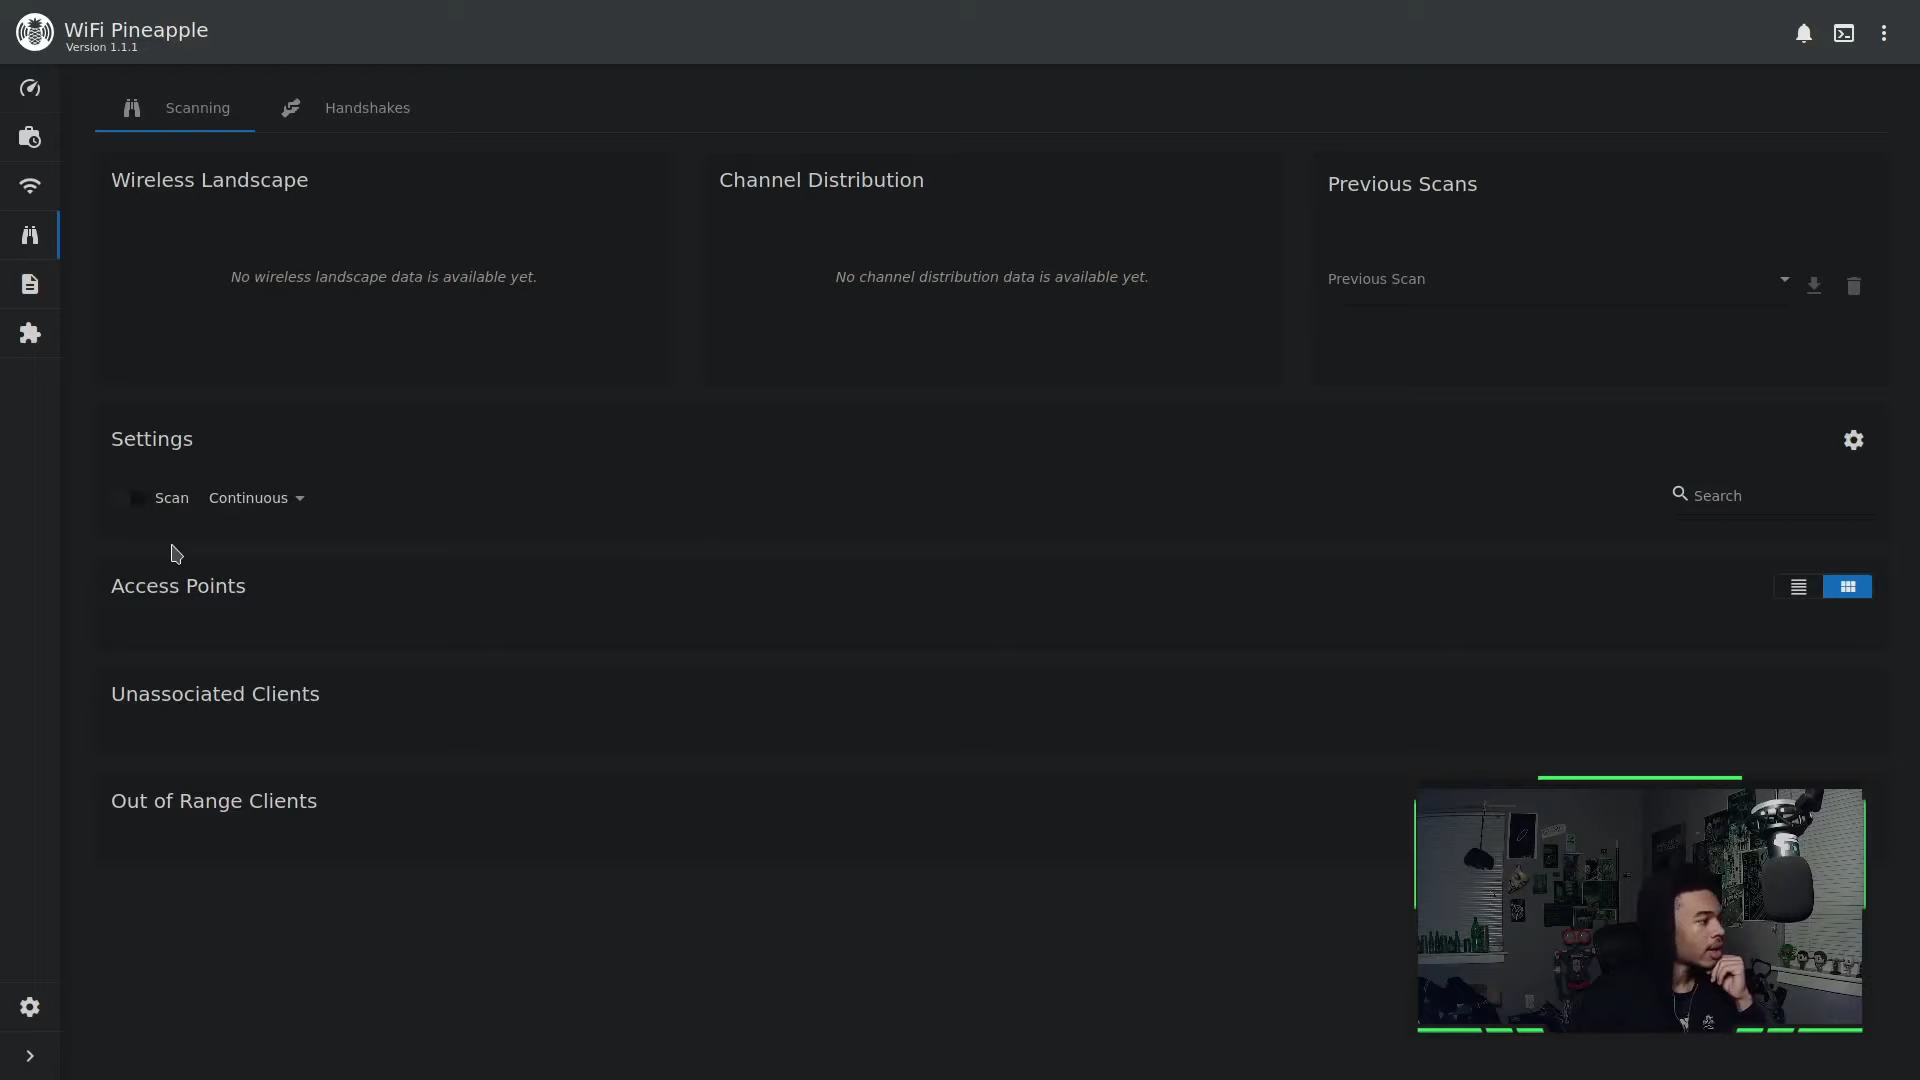 WiFi Pineapple
Version 1.1.1
Scanning
Handshakes
Wireless Landscape
Channel Distribution
Previous Scans
No wireless landscape data is available yet.
No channel distribution data is available yet.
Previous Scan
Settings
Scan
Continuous
Search
Access Points
Unassociated Clients
Out of Range Clients